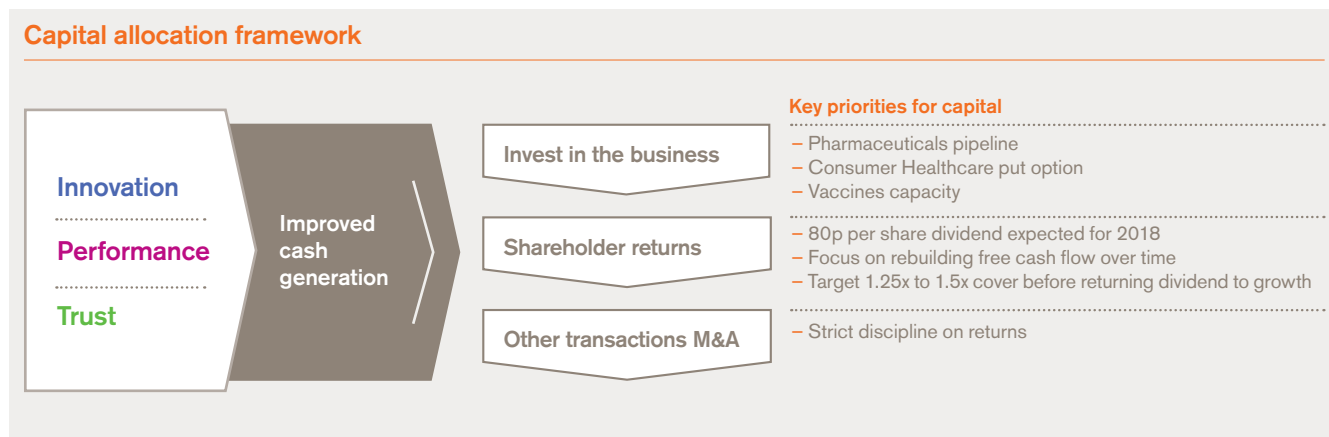 Capital allocation framework
Innovation
Performance
Trust
Improved
cash
generation
Invest in the business
Shareholder returns
Other transactions M&A
Key priorities for capital
– Pharmaceuticals pipeline
– Consumer Healthcare put option
– Vaccines capacity
– 80p per share dividend expected for 2018
– Focus on rebuilding free cash flow over time
– Target 1.25x to 1.5x cover before returning dividend to growth
– Strict discipline on returns